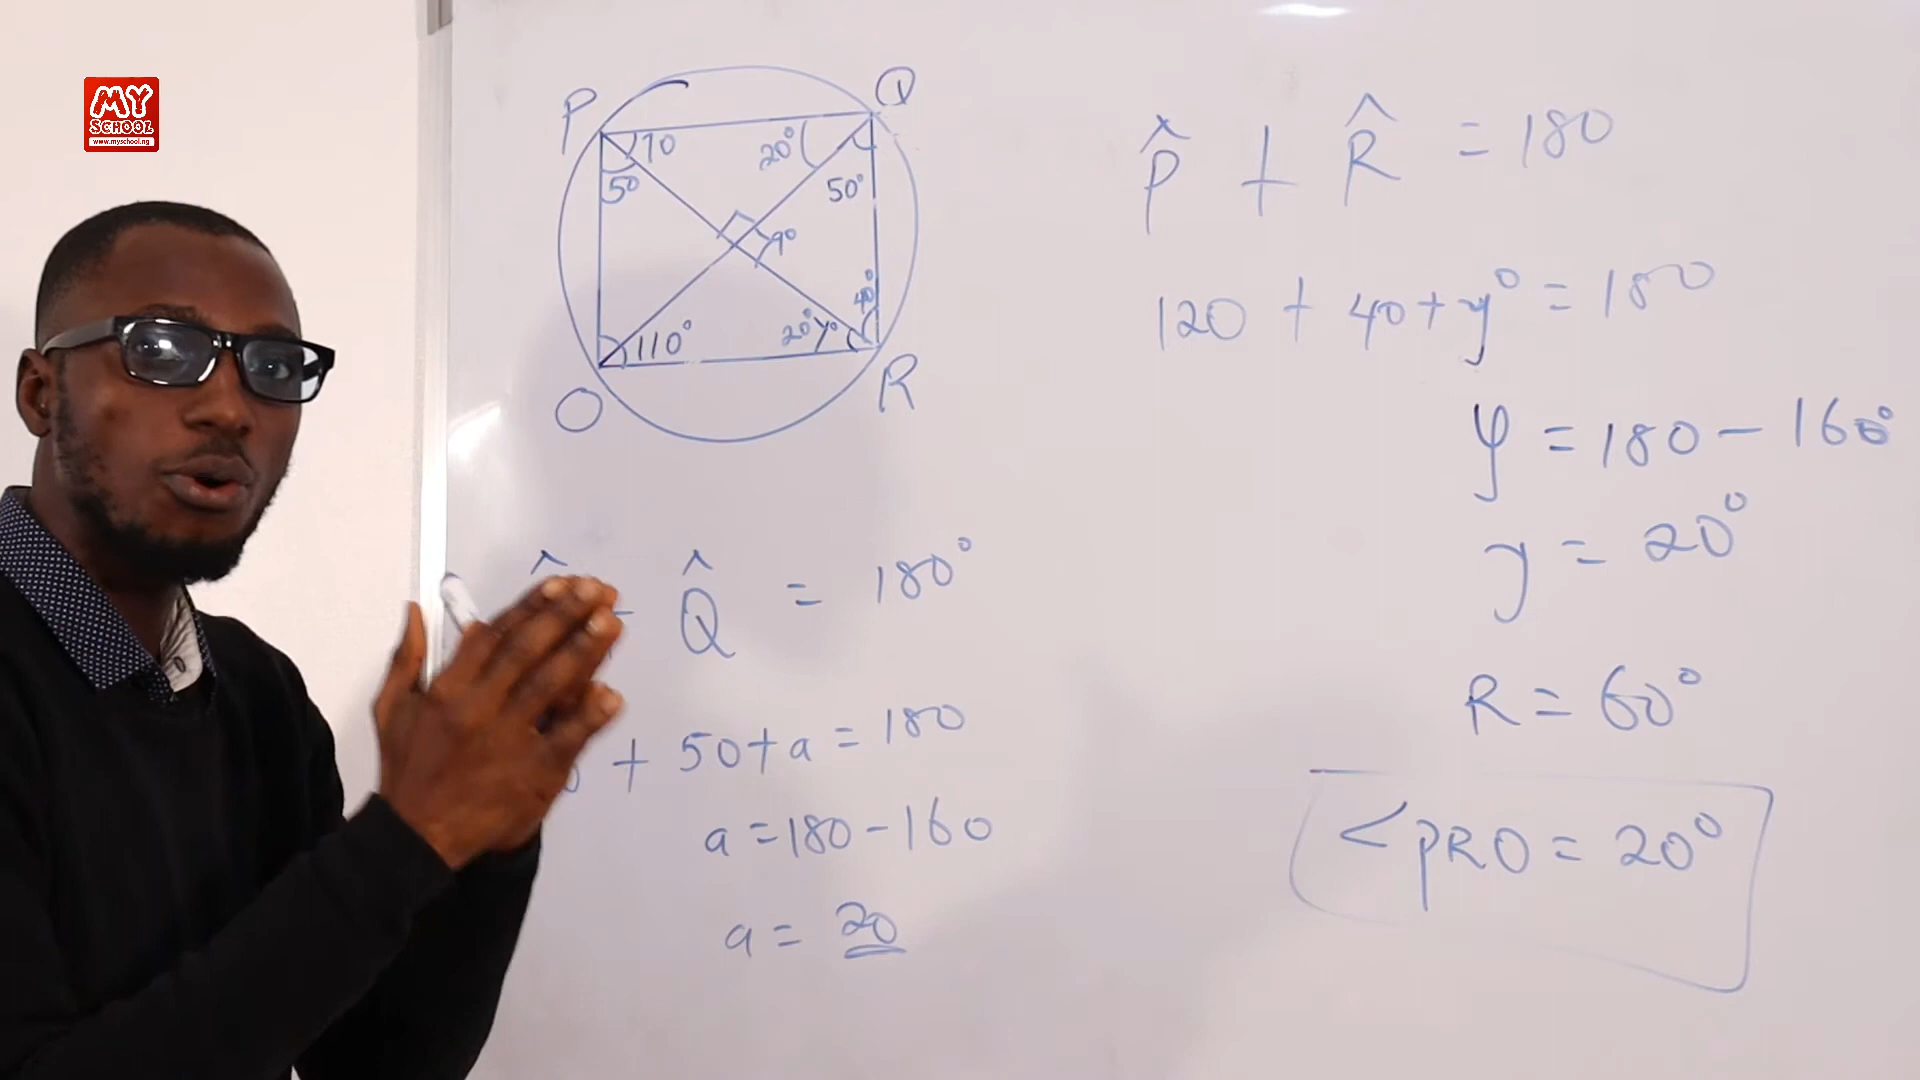 MY
SCHOOL
www.myschool.ng
P
Q
70
20°
50
50°
90
40°
110°
20° y°
O
R
P̂ + R̂ = 180
120 + 40 + y° = 180
y = 180 - 160°
y = 20°
R = 60°
<PRO = 20°
+ Q̂ = 180°
+ 50 + a = 180
a = 180 - 160
a = 20